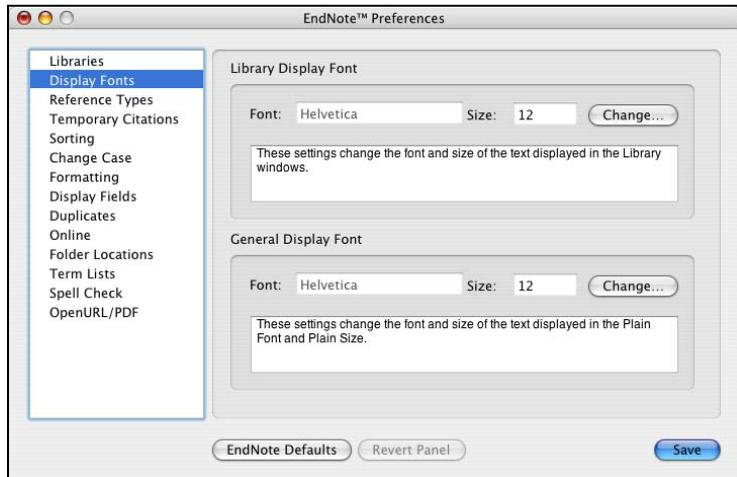 EndNote™ Preferences
Libraries
Display Fonts
Reference Types
Temporary Citations
Sorting
Change Case
Formatting
Display Fields
Duplicates
Online
Folder Locations
Term Lists
Spell Check
OpenURL/PDF
Library Display Font
Font: Helvetica Size: 12 Change...
These settings change the font and size of the text displayed in the Library
windows.
General Display Font
Font: Helvetica Size: 12 Change...
These settings change the font and size of the text displayed in the Plain
Font and Plain Size.
EndNote Defaults Revert Panel Save